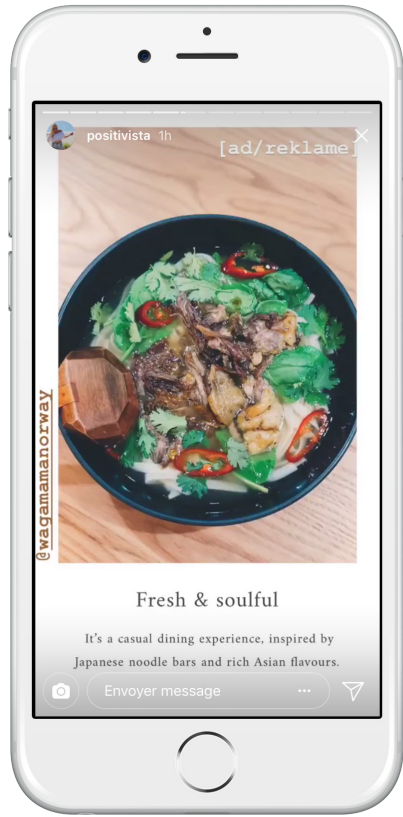 positivista 1h
[ad/reklame]
@wagamamanorway
Fresh & soulful
It's a casual dining experience, inspired by
Japanese noodle bars and rich Asian flavours.
Envoyer message